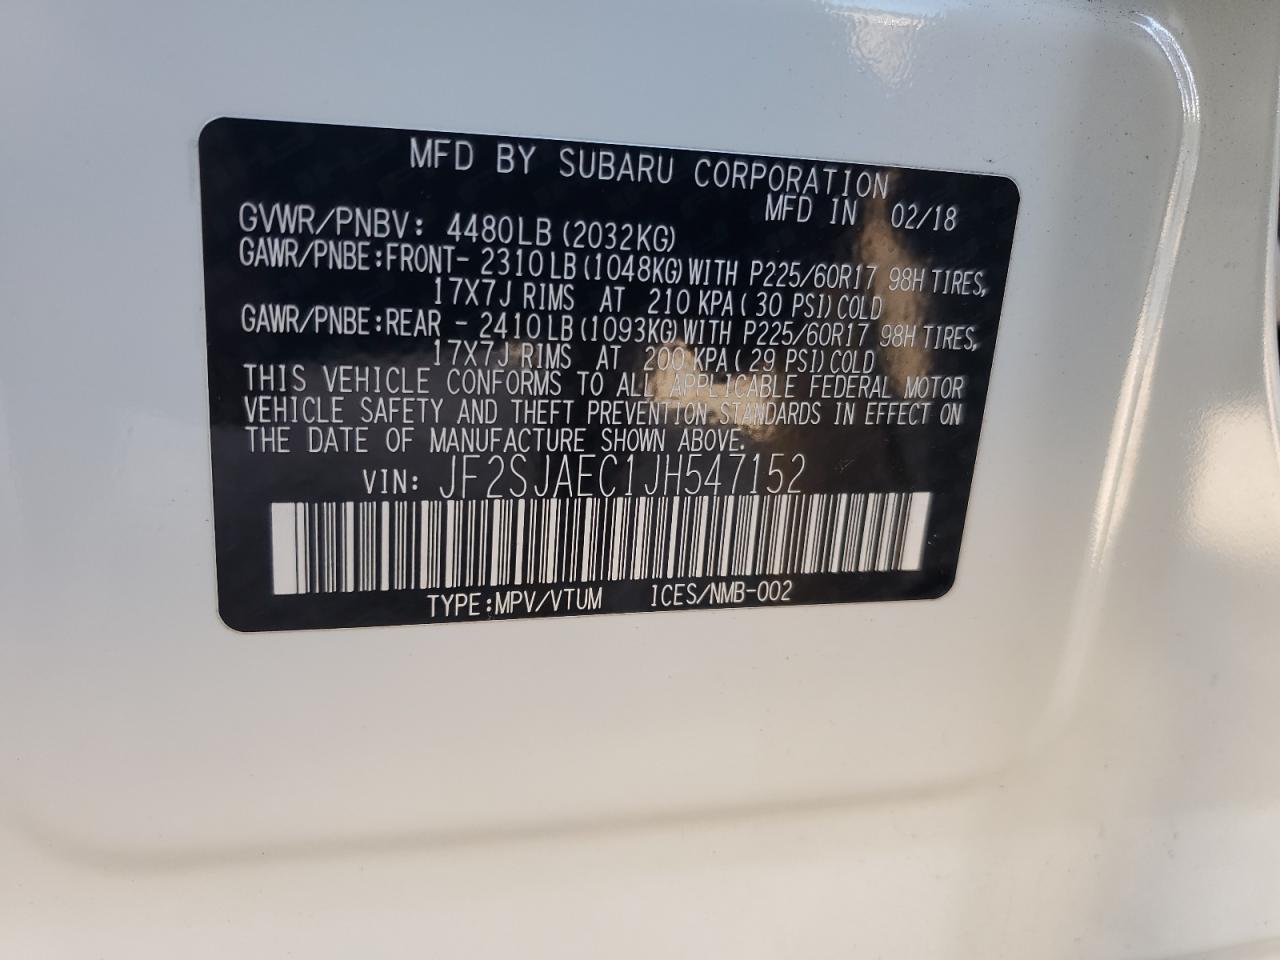 MFD BY SUBARU CORPORATION
MFD IN 02/18
GVWR/PNBV: 4480LB (2032KG)
GAWR/PNBE:FRONT- 2310LB (1048KG) WITH P225/60R17 98H TIRES,
17X7J RIMS AT 210 KPA( 30 PSI) COLD
GAWR/PNBE:REAR - 2410LB (1093KG) WITH P225/60R17 98H TIRES,
17X7J RIMS AT 200 KPA( 29 PSI) COLD
THIS VEHICLE CONFORMS TO ALL APPLICABLE FEDERAL MOTOR
VEHICLE SAFETY AND THEFT PREVENTION STANDARDS IN EFFECT ON
THE DATE OF MANUFACTURE SHOWN ABOVE.
VIN: JF2SJAEC1JH547152
TYPE:MPV/VTUM ICES/NMB-002